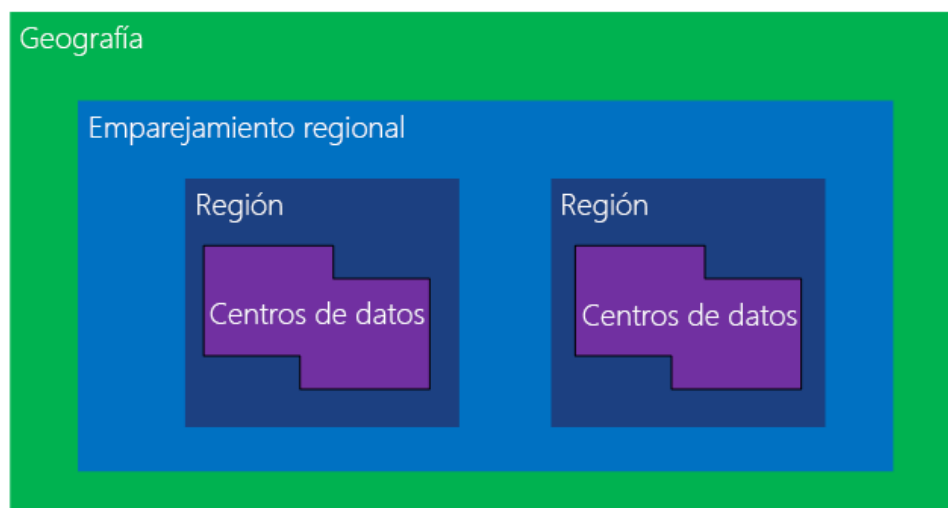 Geografía
Emparejamiento regional
Región
Centros de datos
Región
Centros de datos